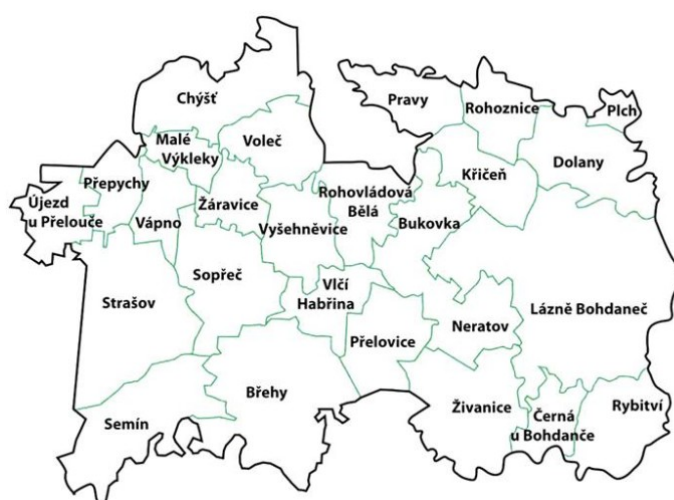 Chýšť
Pravy
Rohoznice
Plch
Malé
Výkleky
Voleč
Dolany
Křičeň
Přepychy
Újezd
u Přelouče
Vápno
Žáravice
Rohovládová
Bělá
Vyšehněvice
Bukovka
Sopřeč
Vlčí
Habřina
Strašov
Přelovice
Neratov
Lázně Bohdaneč
Břehy
Semín
Živanice
Černá
u Bohdanče
Rybitví